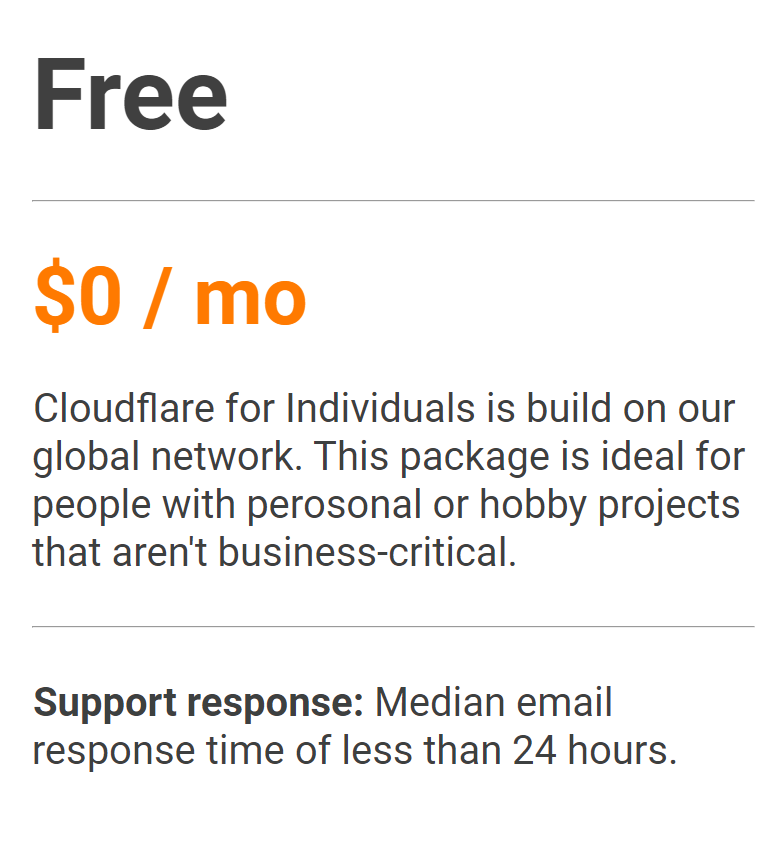 Free
$0 / mo
Cloudflare for Individuals is build on our
global network. This package is ideal for
people with perosonal or hobby projects
that aren't business-critical.
Support response: Median email
response time of less than 24 hours.